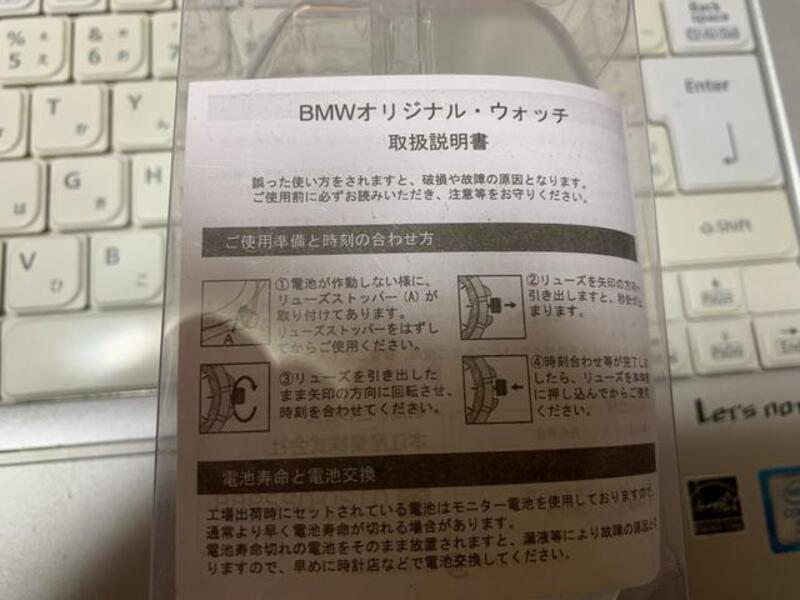 BMWオリジナル・ウォッチ
取扱説明書
誤った使い方をされますと、破損や故障の原因となります。
ご使用前に必ずお読みいただき、注意等をお守りください。
ご使用準備と時刻の合わせ方
①電池が作動しない様に、
リューズストッパー(A)が
取り付けてあります。
リューズストッパーをはずし
てからご使用ください。
A
②リューズを矢印の方向へ
引き出しますと、秒針が止
まります。
③リューズを引き出した
まま矢印の方向に回転させ、
時刻を合わせてください。
④時刻合わせ等が完了しま
したら、リューズを本体側
に押し込んでからご使用
ください。
電池寿命と電池交換
工場出荷時にセットされている電池はモニター電池を使用しておりますので、
通常より早く電池寿命が切れる場合があります。
電池寿命切れの電池をそのまま放置されますと、漏液等により故障の原因とな
りますので、早めに時計店などで電池交換してください。
% 5 え
& 6 お
7
T か
Y
G き
H
V ひ
B こ
Back space
Enter
Shift
Let's no